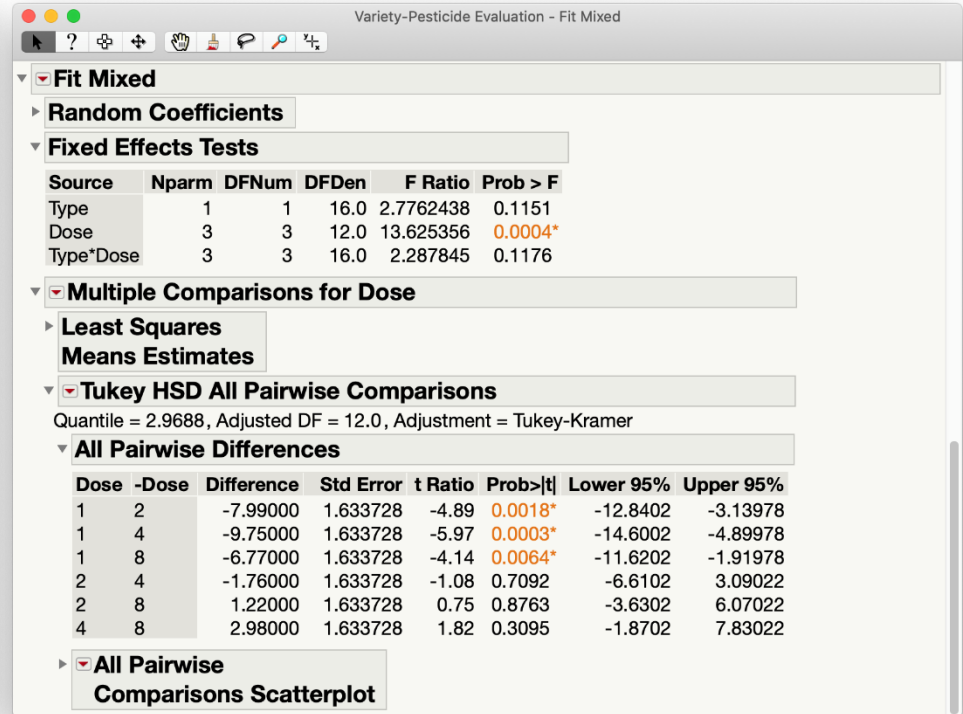 Variety-Pesticide Evaluation - Fit Mixed
Fit Mixed
Random Coefficients
Fixed Effects Tests
Source Nparm DFNum DFDen F Ratio Prob > F
Type 1 1 16.0 2.7762438 0.1151
Dose 3 3 12.0 13.625356 0.0004*
Type*Dose 3 3 16.0 2.287845 0.1176
Multiple Comparisons for Dose
Least Squares
Means Estimates
Tukey HSD All Pairwise Comparisons
Quantile = 2.9688, Adjusted DF = 12.0, Adjustment = Tukey-Kramer
All Pairwise Differences
Dose -Dose Difference Std Error t Ratio Prob>|t| Lower 95% Upper 95%
1 2 -7.99000 1.633728 -4.89 0.0018* -12.8402 -3.13978
1 4 -9.75000 1.633728 -5.97 0.0003* -14.6002 -4.89978
1 8 -6.77000 1.633728 -4.14 0.0064* -11.6202 -1.91978
2 4 -1.76000 1.633728 -1.08 0.7092 -6.6102 3.09022
2 8 1.22000 1.633728 0.75 0.8763 -3.6302 6.07022
4 8 2.98000 1.633728 1.82 0.3095 -1.8702 7.83022
All Pairwise
Comparisons Scatterplot